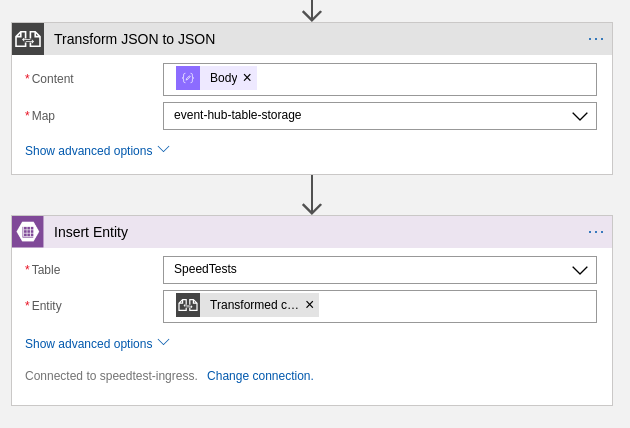 Transform JSON to JSON ...
* Content Body ×
* Map event-hub-table-storage
Show advanced options
Insert Entity ...
* Table SpeedTests
* Entity Transformed c... ×
Show advanced options
Connected to speedtest-ingress. Change connection.